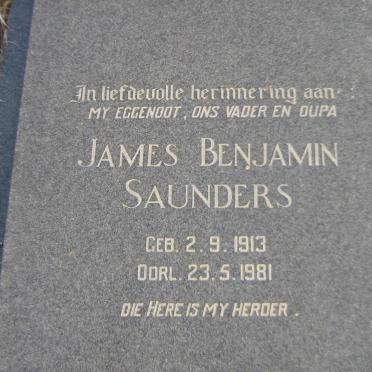 In liefdevolle herinnering aan :
MY EGGENOOT, ONS VADER EN OUPA
JAMES BENJAMIN
SAUNDERS
GEB. 2.9.1913
OORL. 23.5.1981
DIE HERE IS MY HERDER.